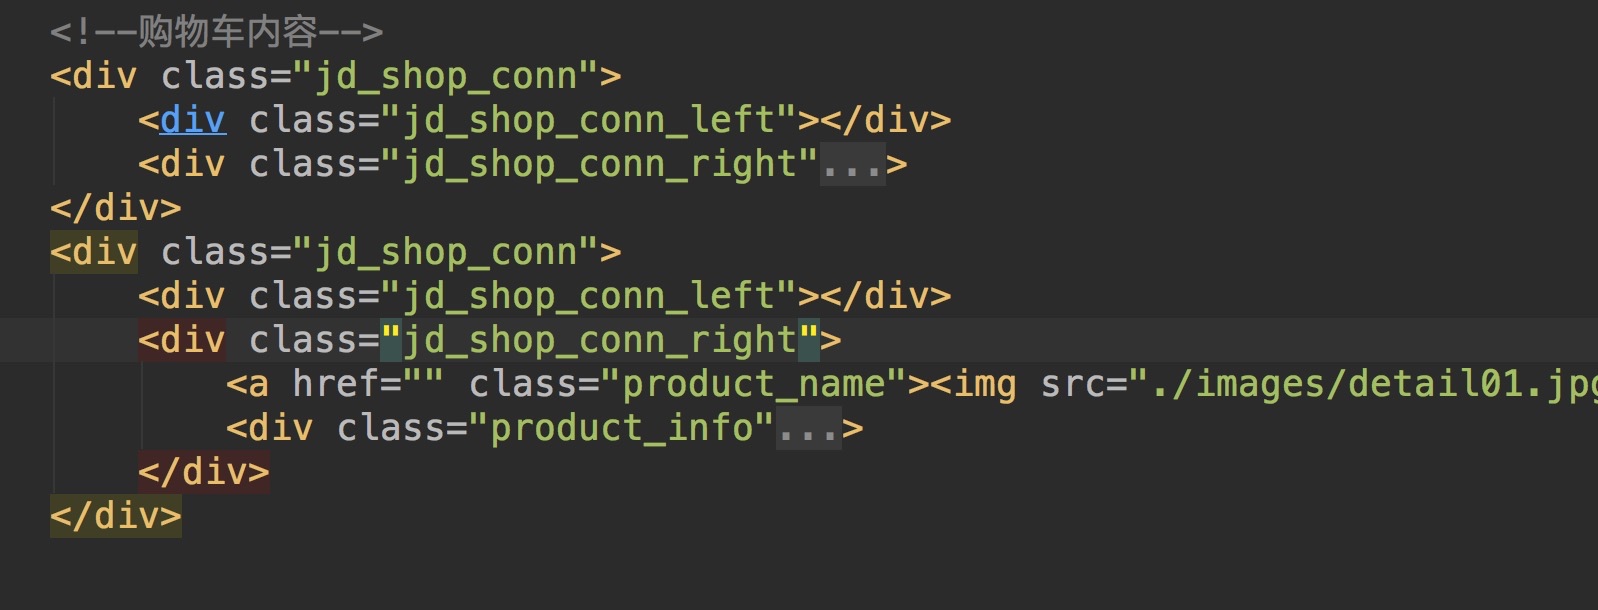 <!--购物车内容-->
<div class="jd_shop_conn">
<div class="jd_shop_conn_left"></div>
<div class="jd_shop_conn_right"...>
</div>
<div class="jd_shop_conn">
<div class="jd_shop_conn_left"></div>
<div class="jd_shop_conn_right">
<a href="" class="product_name"><img src="./images/detail01.jpg
<div class="product_info"...>
</div>
</div>